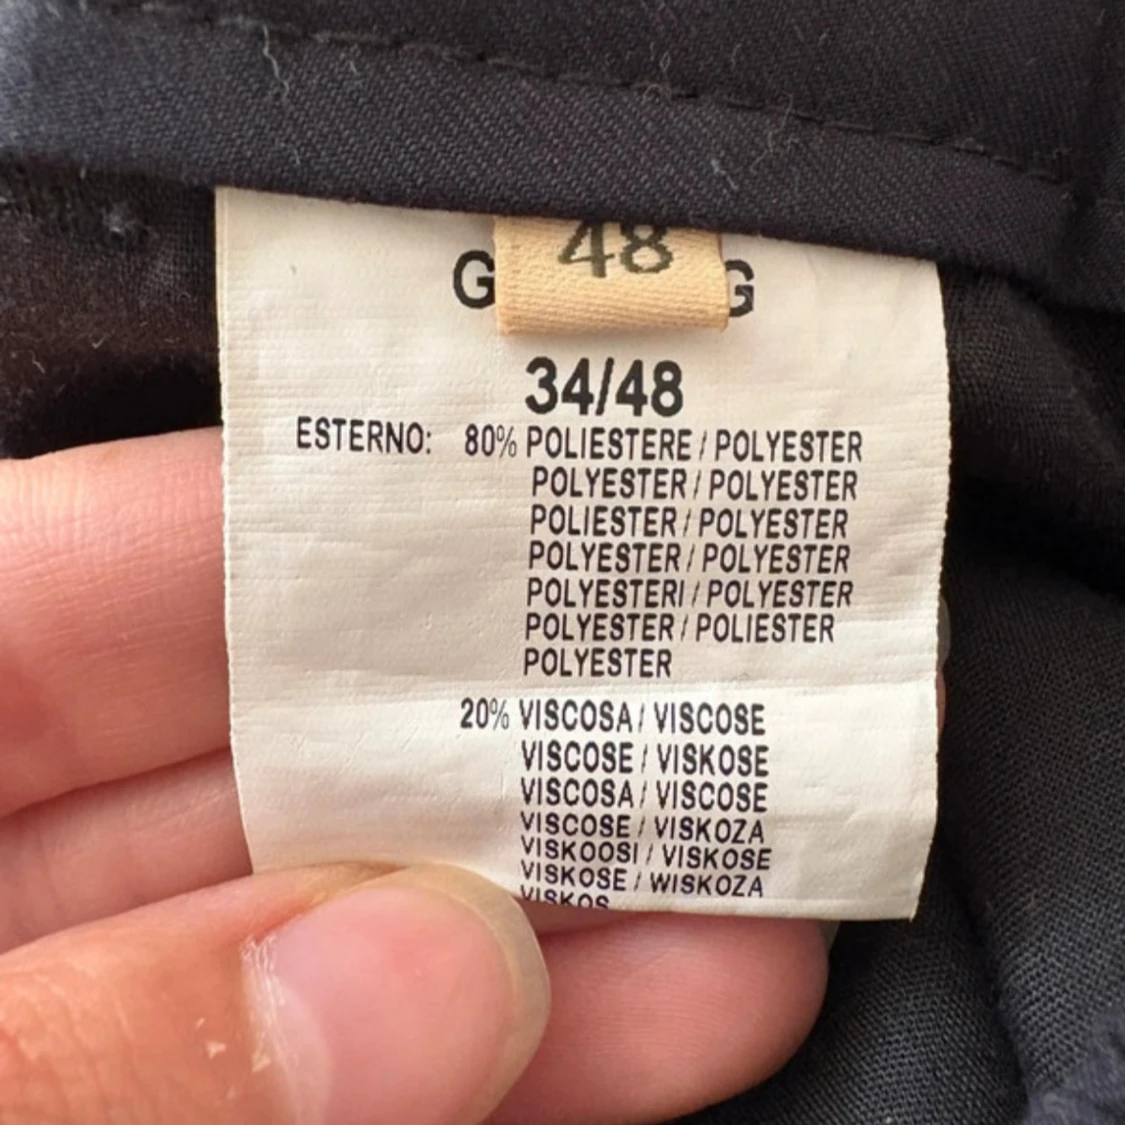 48
34/48
ESTERNO: 80% POLIESTERE / POLYESTER
POLYESTER / POLYESTER
POLIESTER / POLYESTER
POLYESTER / POLYESTER
POLYESTERI / POLYESTER
POLYESTER / POLIESTER
POLYESTER
20% VISCOSA / VISCOSE
VISCOSE / VISKOSE
VISCOSA / VISCOSE
VISCOSE / VISKOZA
VISKOOSI / VISKOSE
VISKOSE / WISKOZA
VISKOS